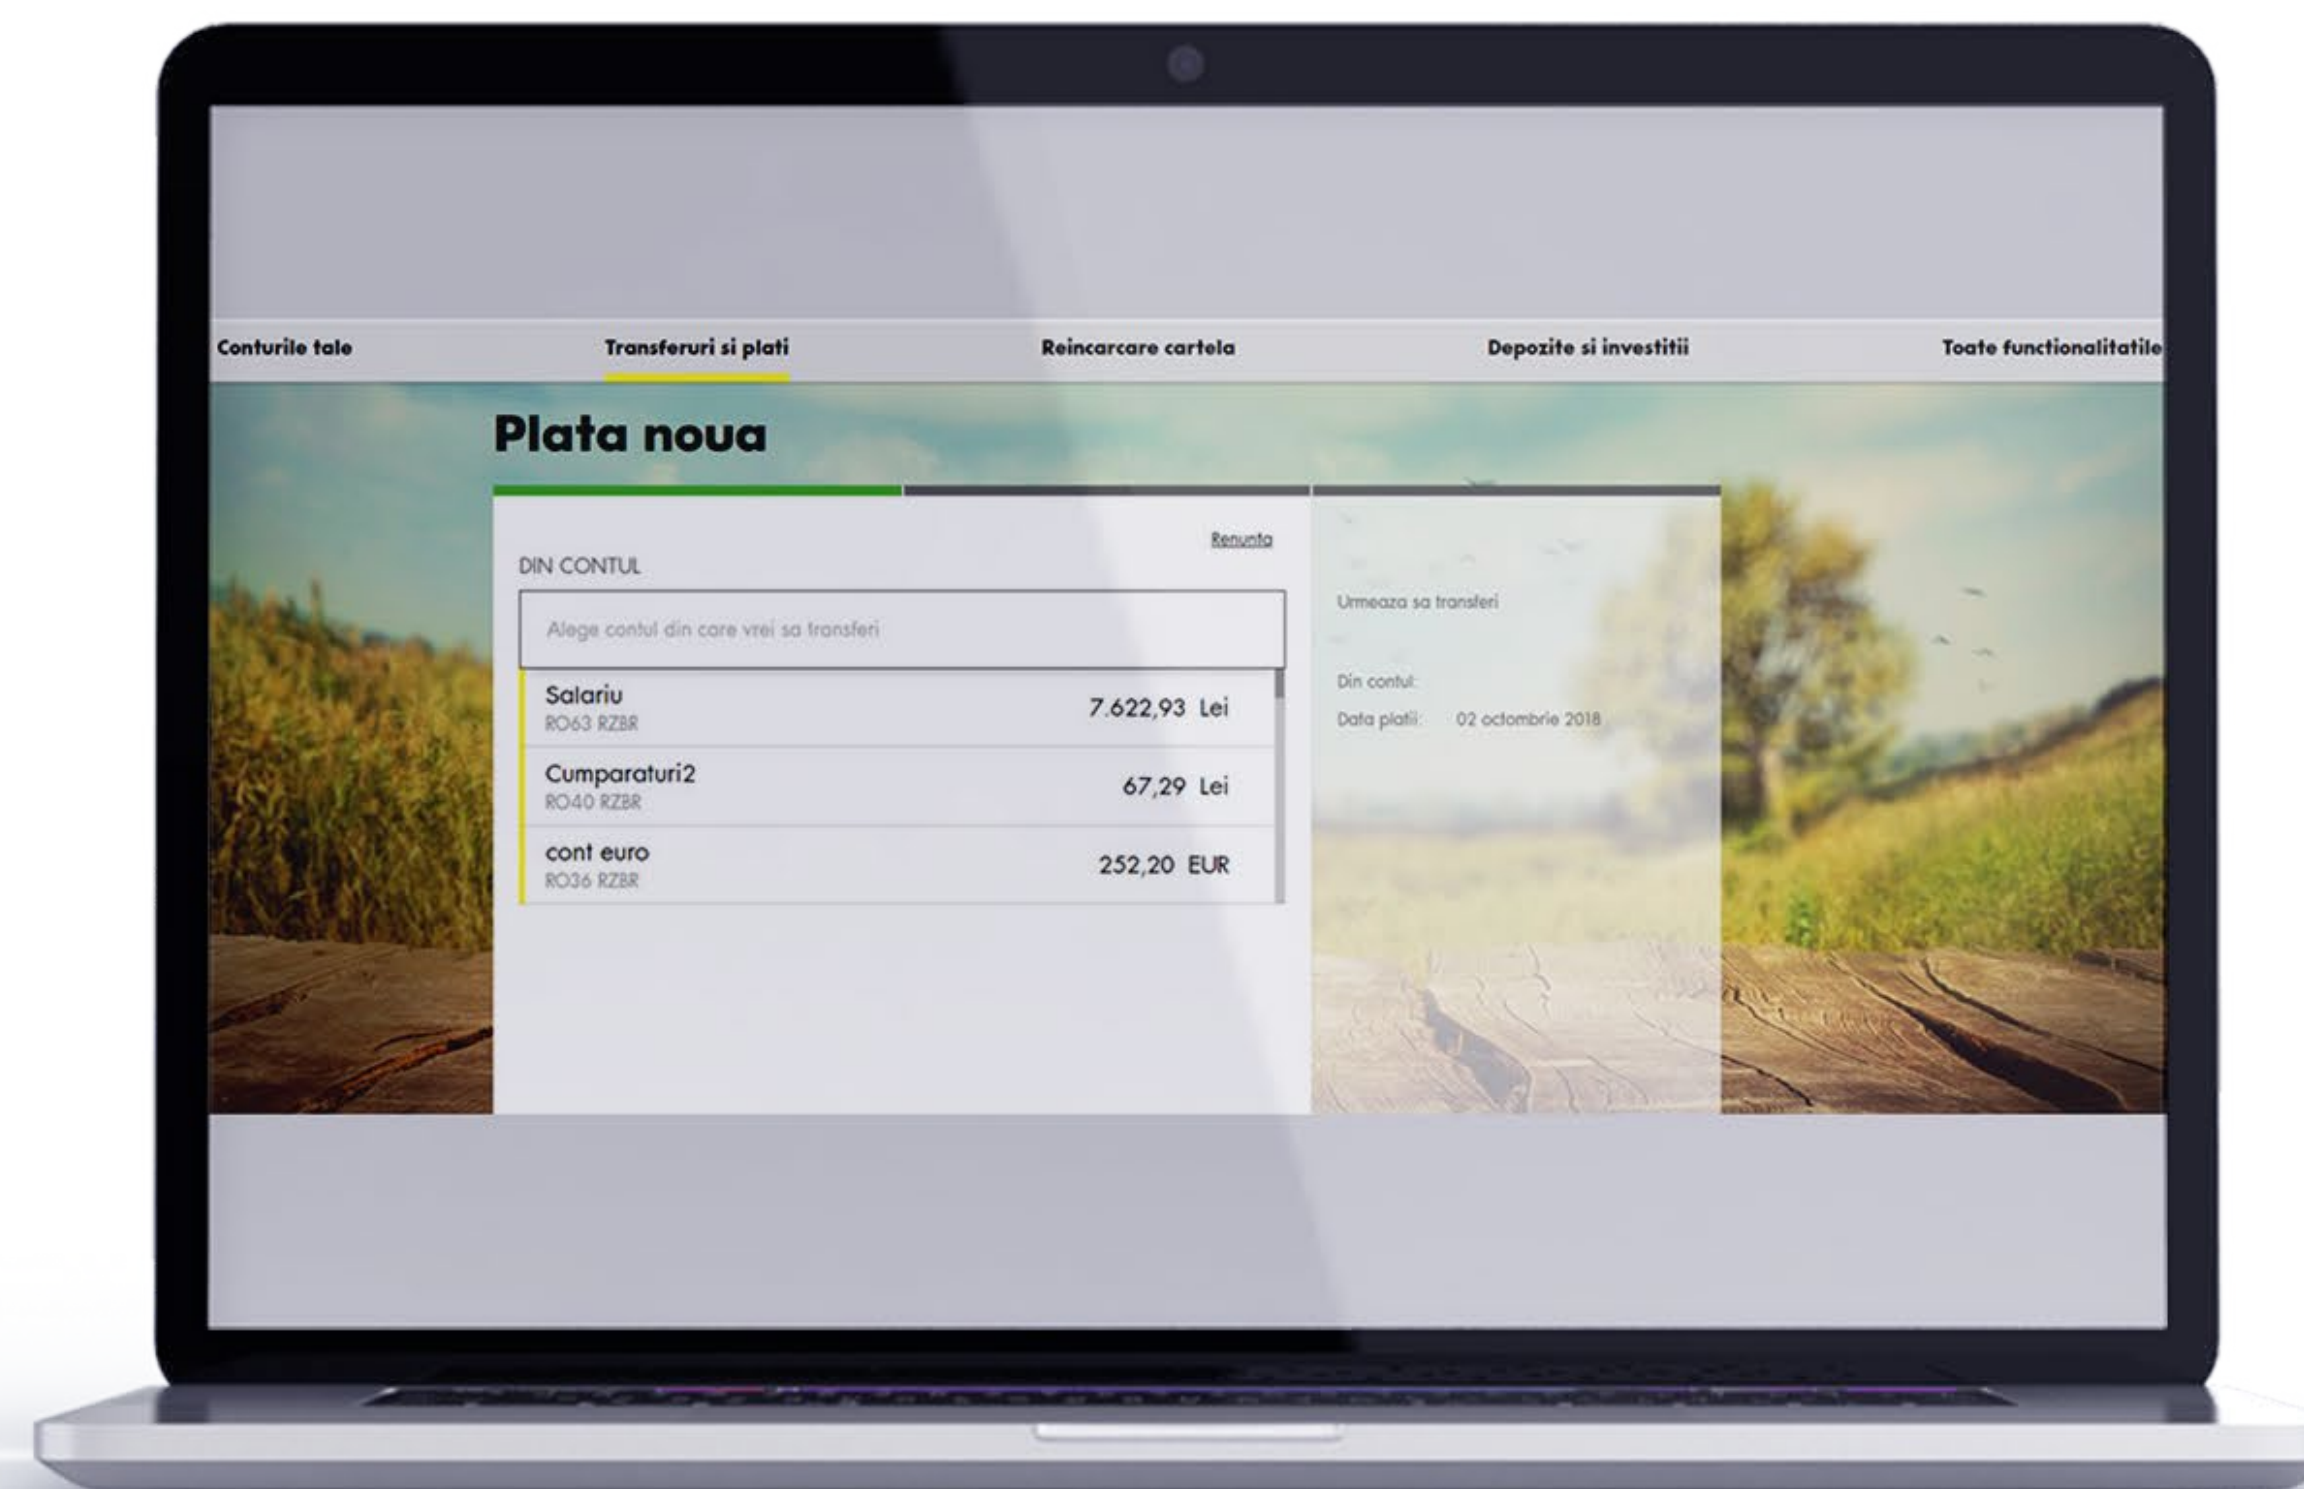 Conturile tale
Transferuri si plati
Reincarcare cartela
Depozite si investitii
Toate functionalitatile
Plata noua
Renunta
DIN CONTUL
Alege contul din care vrei sa transferi
Salariu
7.622,93 Lei
RO63 RZBR
Cumparaturi2
67,29 Lei
RO40 RZBR
cont euro
252,20 EUR
RO36 RZBR
Urmeaza sa transferi
Din contul:
Data platii: 02 octombrie 2018